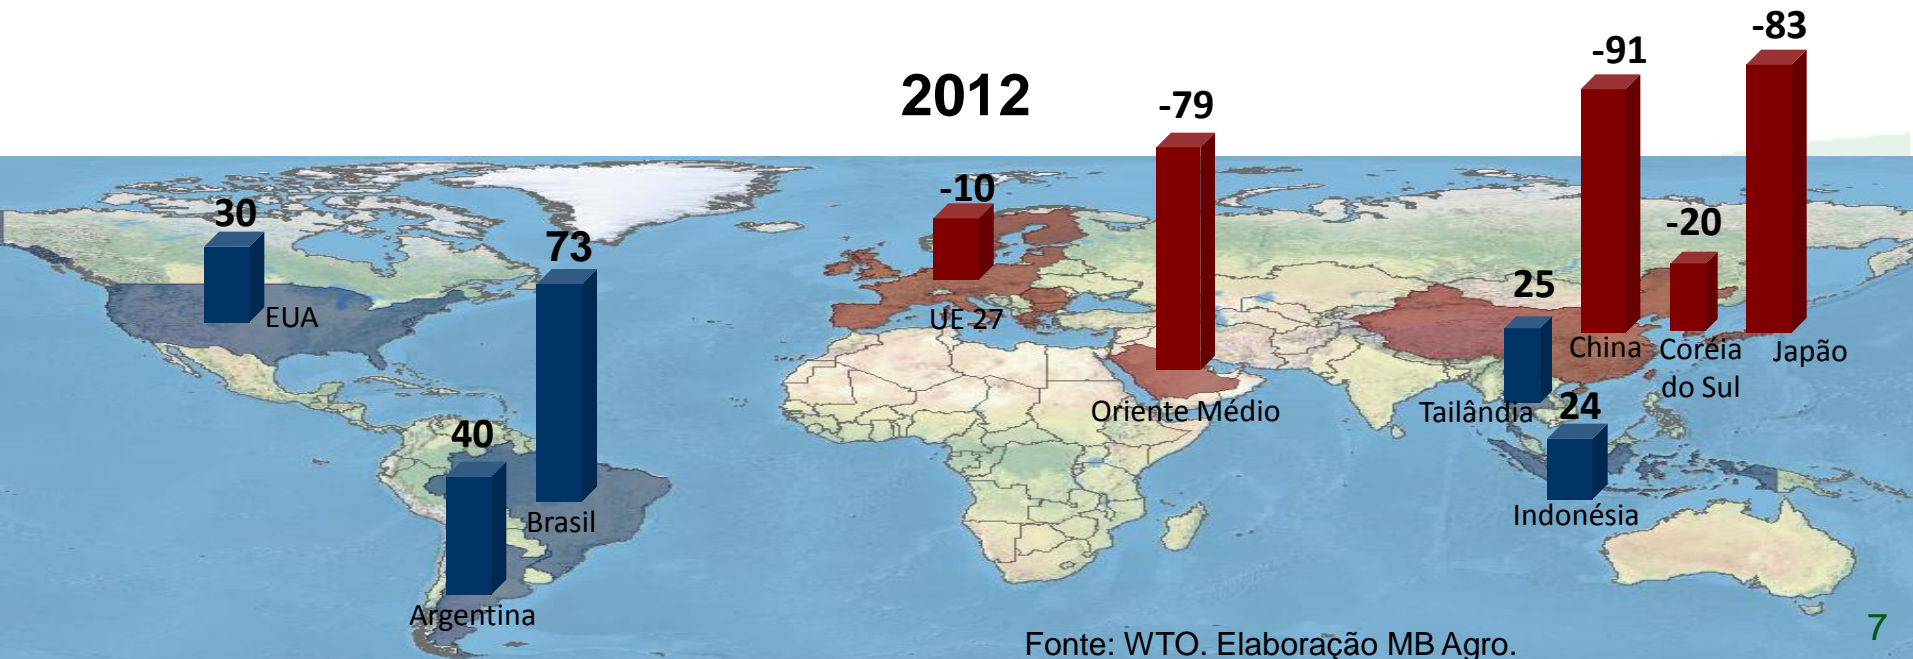 2012
-83
-91
-79
-10
30
-20
73
25
EUA
UE 27
China
Coréia
do Sul
Japão
Oriente Médio
Tailândia
24
40
Brasil
Indonésia
Argentina
Fonte: WTO. Elaboração MB Agro.
7